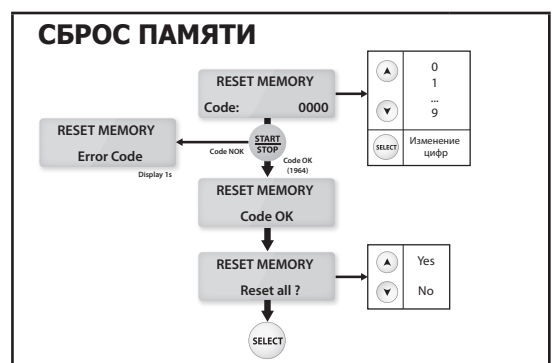 СБРОС ПАМЯТИ
RESET MEMORY
Code: 0000
0
1
...
9
SELECT
Изменение
цифр
START
STOP
Code NOK
Code OK
(1964)
RESET MEMORY
Error Code
Display 1s
RESET MEMORY
Code OK
RESET MEMORY
Reset all ?
Yes
No
SELECT